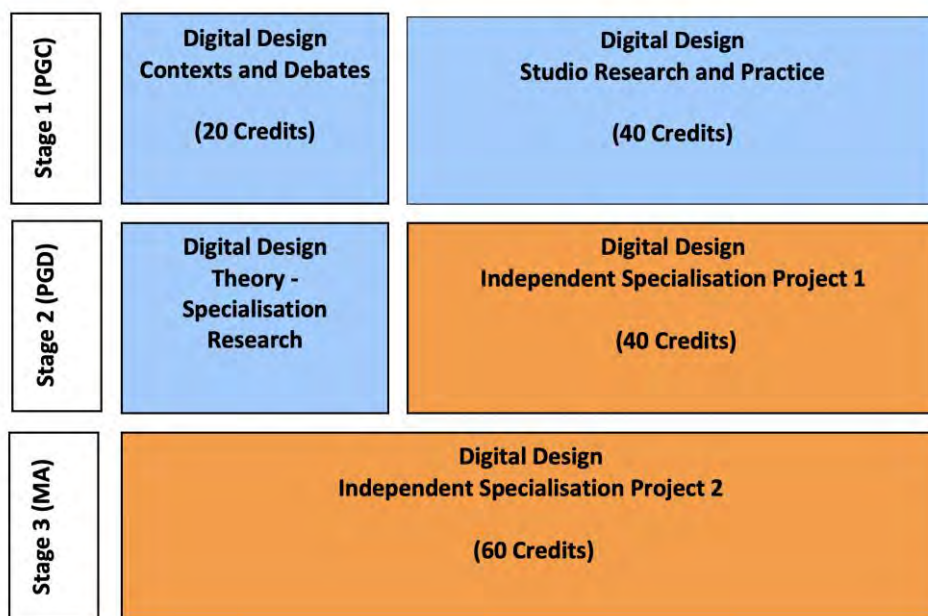 Stage 1 (PGC)
Digital Design
Contexts and Debates
(20 Credits)
Digital Design
Studio Research and Practice
(40 Credits)
Stage 2 (PGD)
Digital Design
Theory -
Specialisation
Research
Digital Design
Independent Specialisation Project 1
(40 Credits)
Stage 3 (MA)
Digital Design
Independent Specialisation Project 2
(60 Credits)